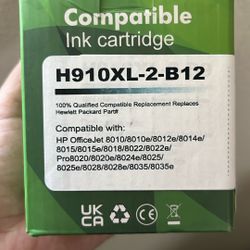 Compatible
Ink cartridge
H910XL-2-B12
100% Qualified Compatible Replacement Replaces
Hewlett Packard Part#
Compatible with:
HP OfficeJet 8010/8010e/8012e/8014e/
8015/8015e/8018/8022/8022e/
Pro8020/8020e/8024e/8025/
8025e/8028/8028e/8035/8035e
UK
CA
CE